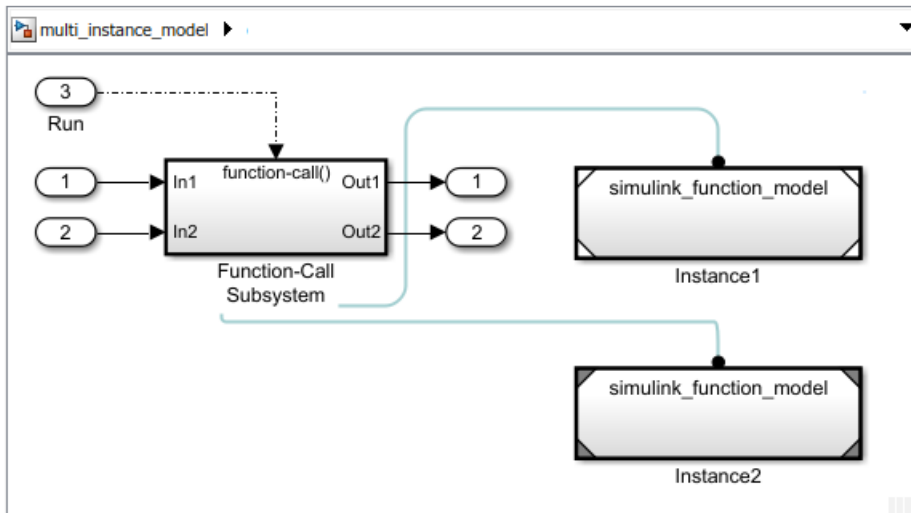 multi_instance_model
3
Run
function-call()
1
In1
Out1
1
2
In2
Out2
2
Function-Call
Subsystem
simulink_function_model
Instance1
simulink_function_model
Instance2